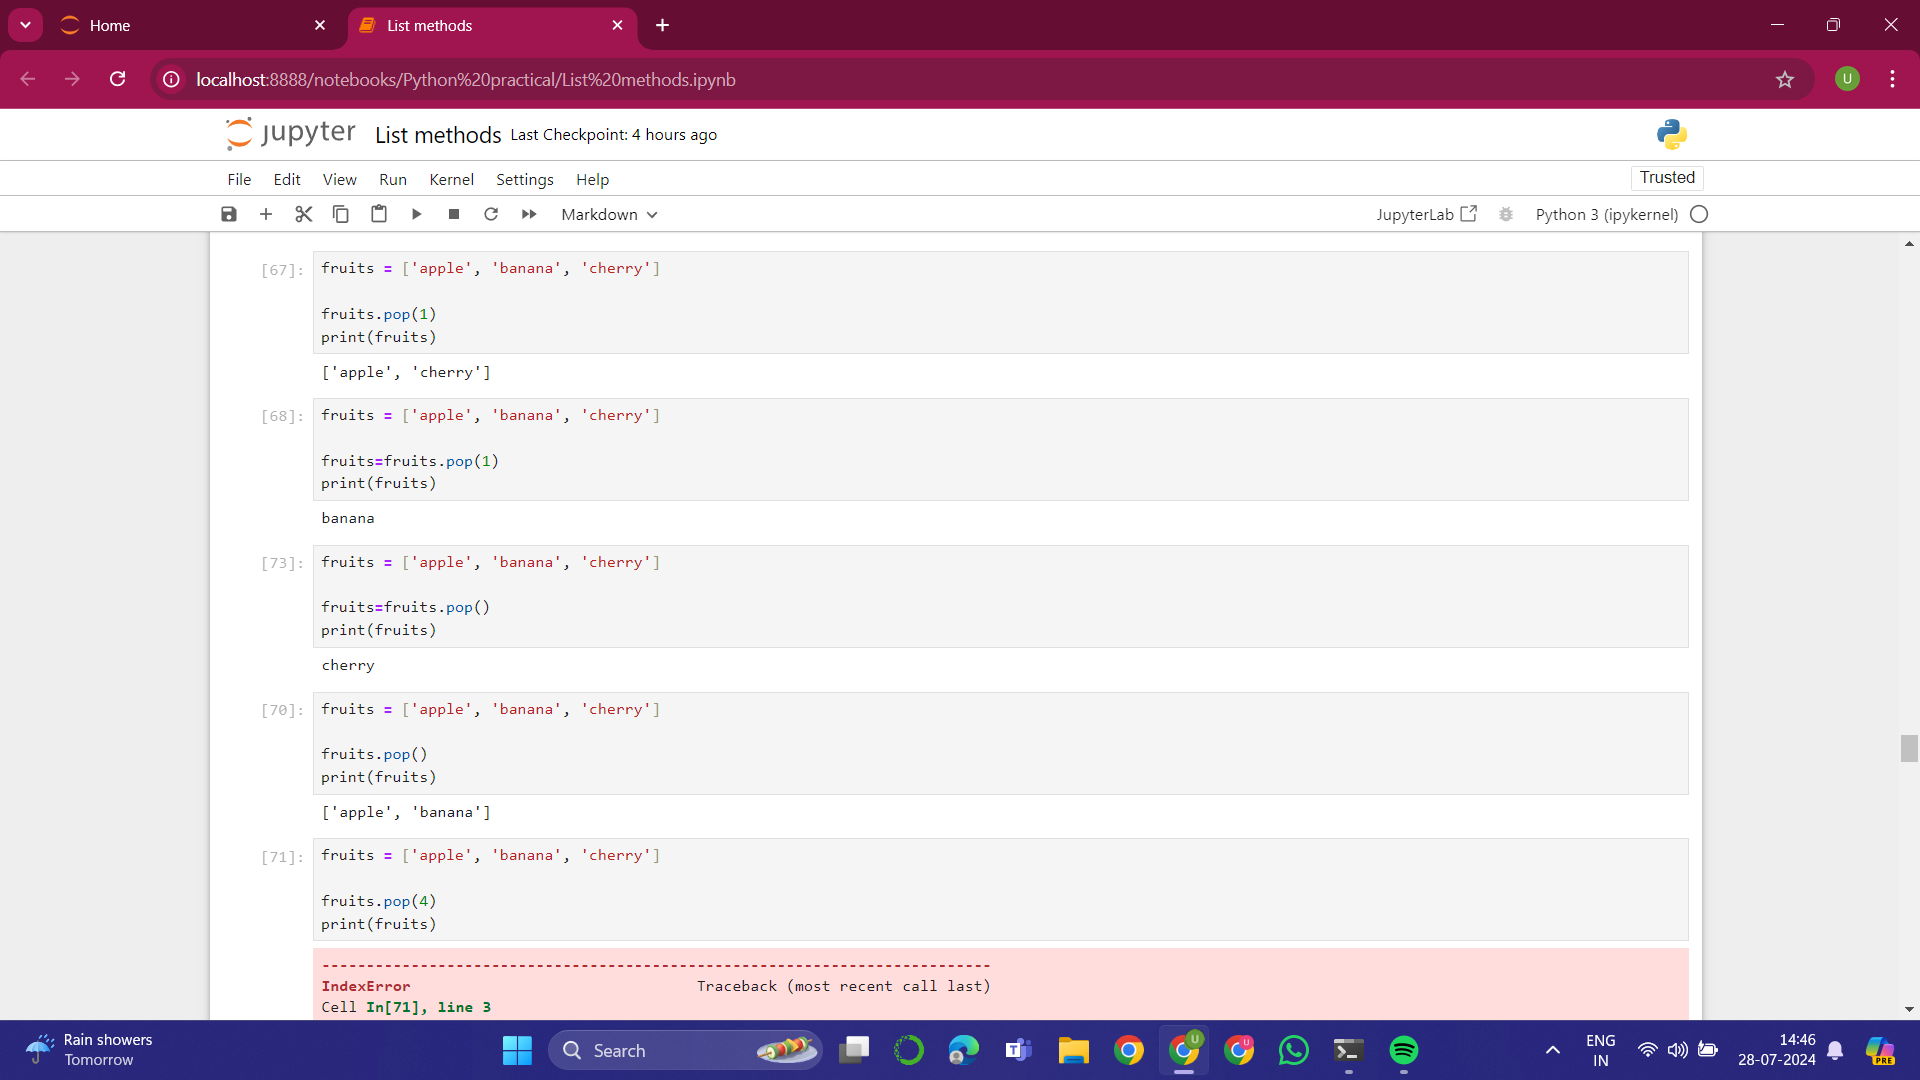 Home
List methods
localhost:8888/notebooks/Python%20practical/List%20methods.ipynb
U
jupyter List methods Last Checkpoint: 4 hours ago
File Edit View Run Kernel Settings Help
Trusted
Markdown
JupyterLab
Python 3 (ipykernel)
[67]:
fruits = ['apple', 'banana', 'cherry']
fruits.pop(1)
print(fruits)
['apple', 'cherry']
[68]:
fruits = ['apple', 'banana', 'cherry']
fruits=fruits.pop(1)
print(fruits)
banana
[73]:
fruits = ['apple', 'banana', 'cherry']
fruits=fruits.pop()
print(fruits)
cherry
[70]:
fruits = ['apple', 'banana', 'cherry']
fruits.pop()
print(fruits)
['apple', 'banana']
[71]:
fruits = ['apple', 'banana', 'cherry']
fruits.pop(4)
print(fruits)
---------------------------------------------------------------------------
IndexError Traceback (most recent call last)
Cell In[71], line 3
Rain showers
Tomorrow
Search
U
U
ENG
IN
14:46
28-07-2024
PRE